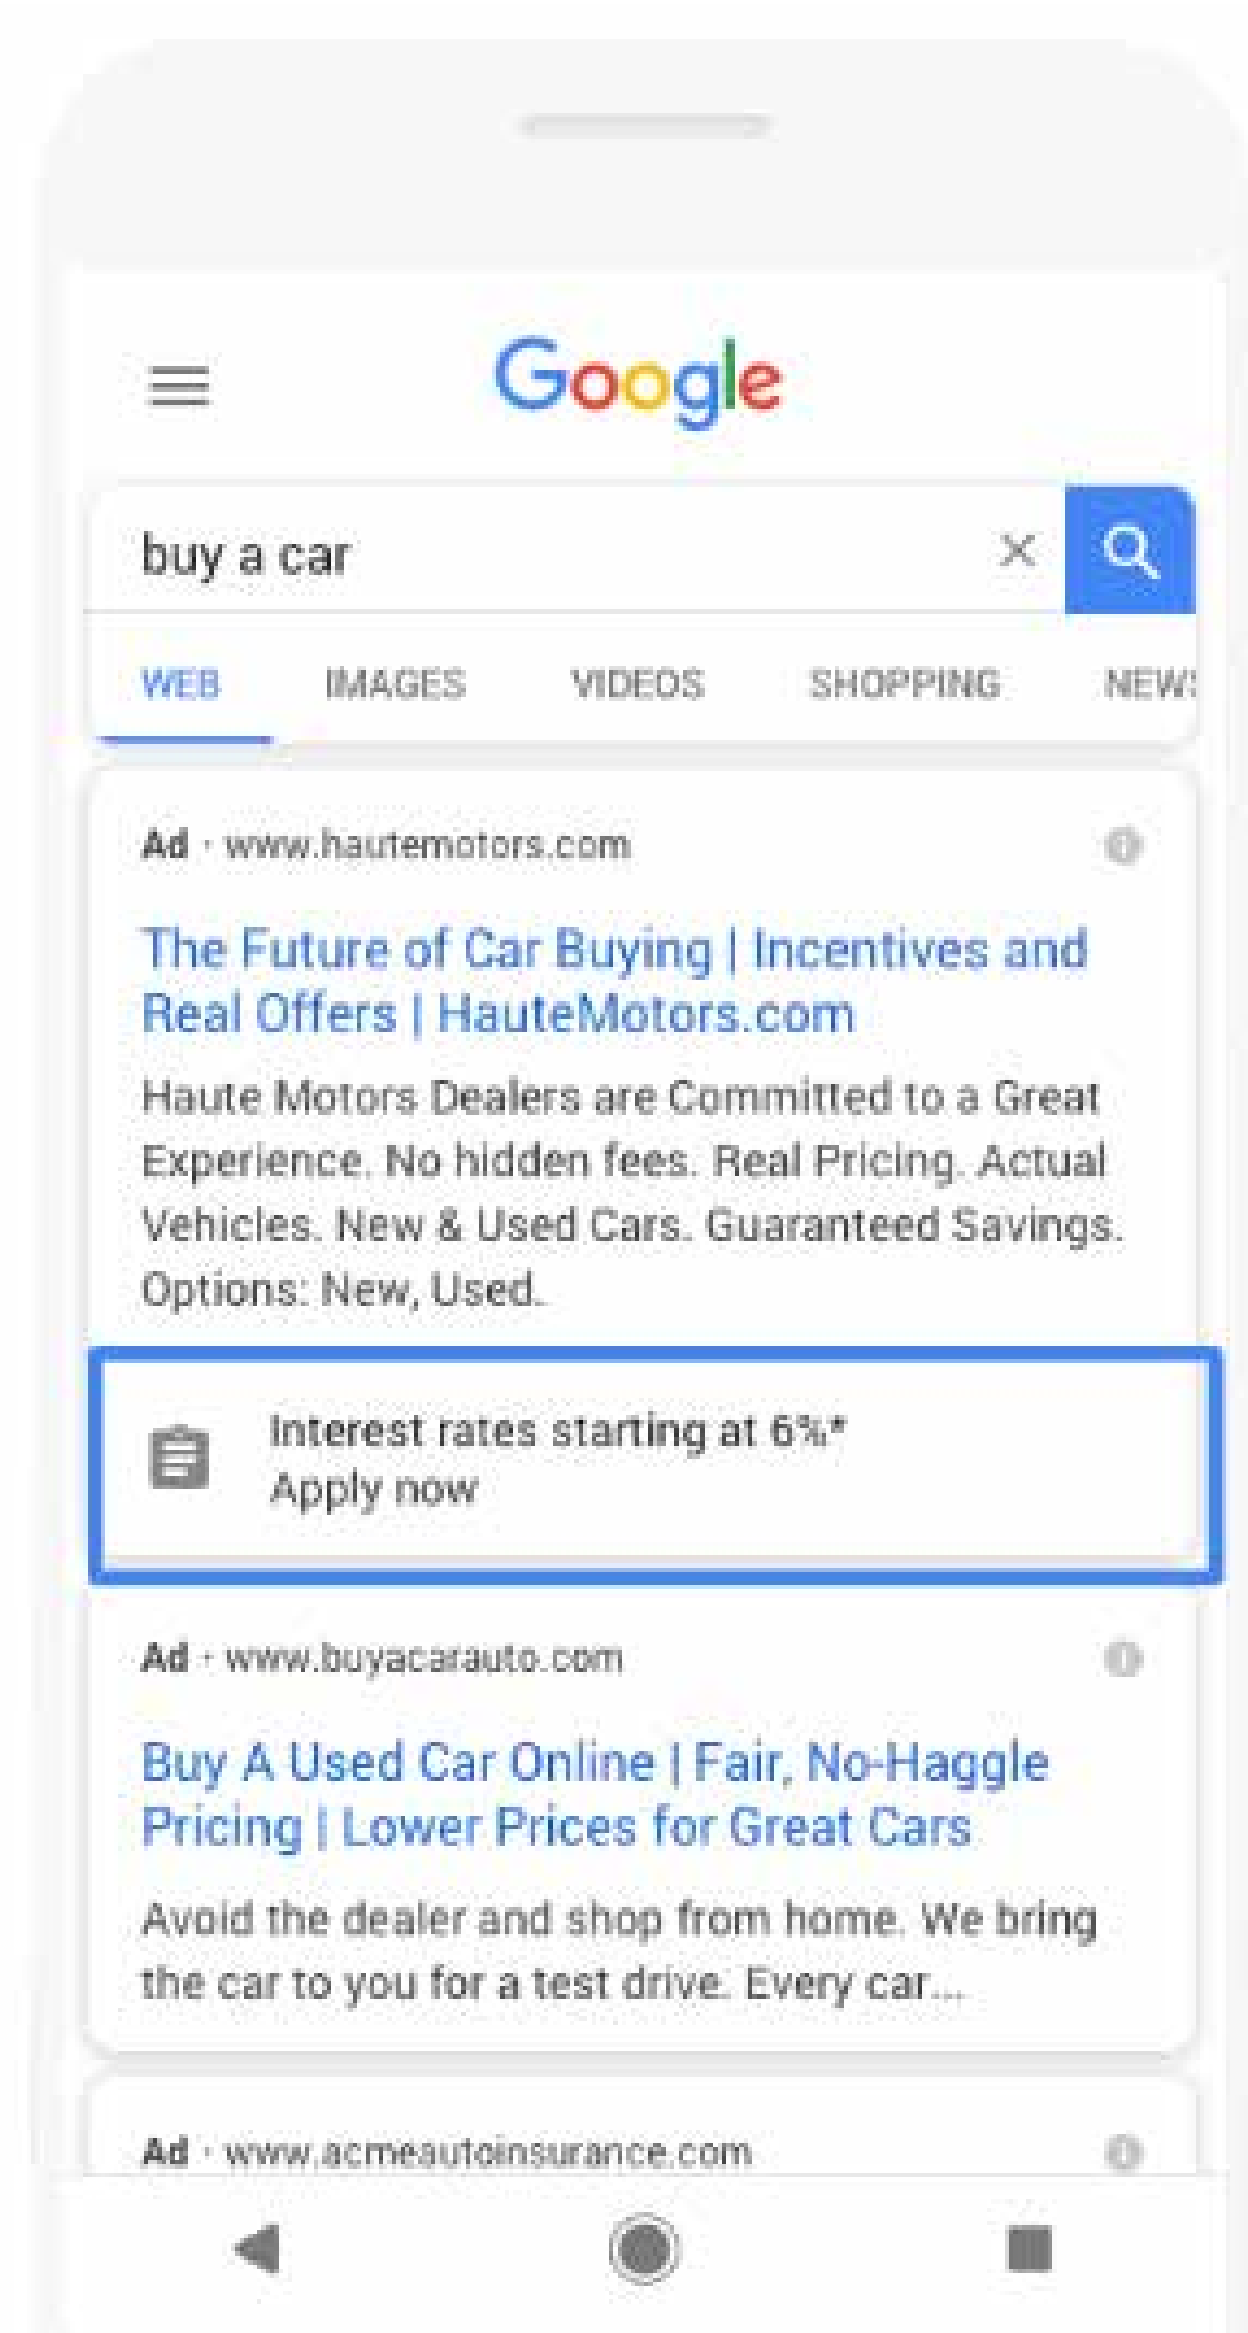 Google
buy a car
WEB IMAGES VIDEOS SHOPPING NEWS
Ad · www.hautemotors.com
The Future of Car Buying | Incentives and
Real Offers | HauteMotors.com
Haute Motors Dealers are Committed to a Great
Experience. No hidden fees. Real Pricing. Actual
Vehicles. New & Used Cars. Guaranteed Savings.
Options: New, Used.
Interest rates starting at 6%*
Apply now
Ad · www.buyacarauto.com
Buy A Used Car Online | Fair, No-Haggle
Pricing | Lower Prices for Great Cars
Avoid the dealer and shop from home. We bring
the car to you for a test drive. Every car...
Ad · www.acmeautoinsurance.com